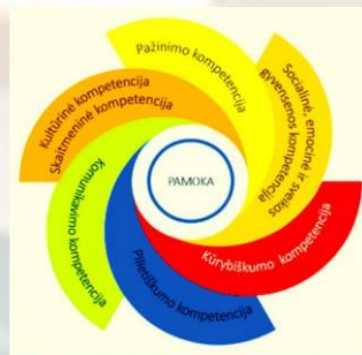 Pažinimo kompetencija
Socialinė, emocinė ir sveikos
gyvensenos kompetencija
Kūrybiškumo kompetencija
Pilietiškumo kompetencija
Komunikavimo kompetencija
Kultūrinė kompetencija
Skaitmeninė kompetencija
PAMOKA